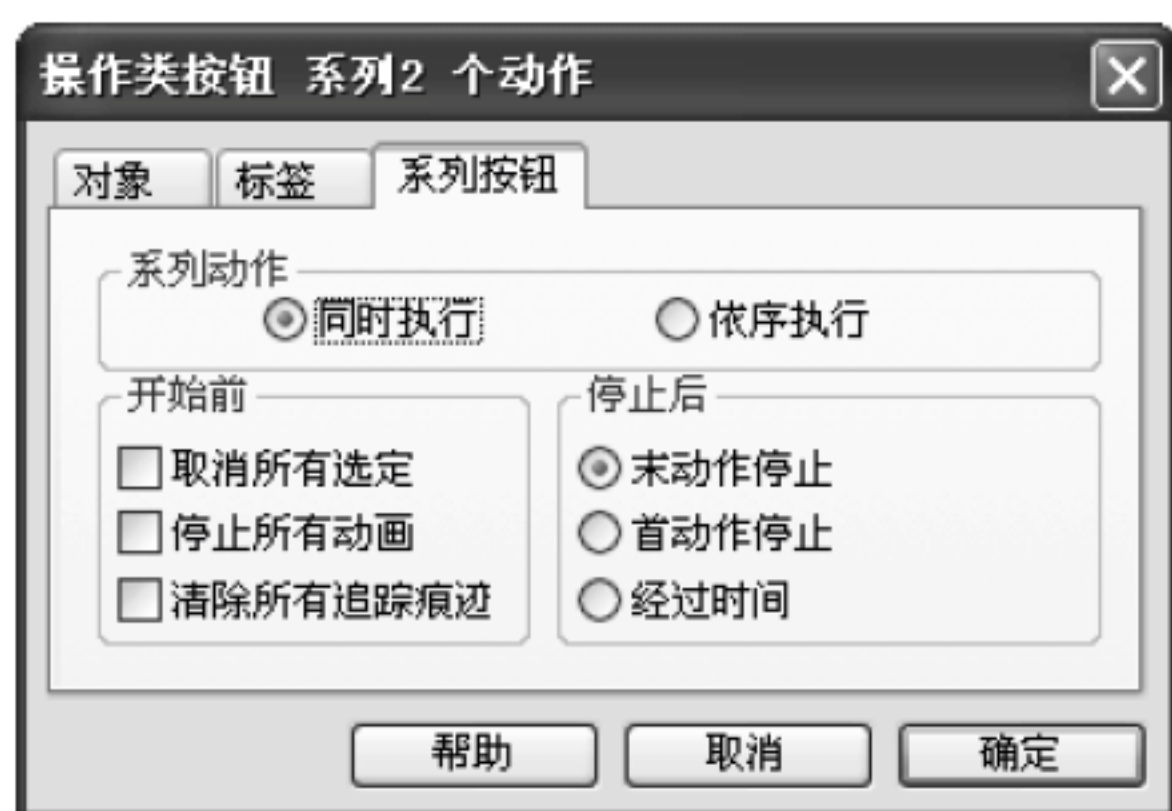 操作类按钮 系列2 个动作
对象 标签 系列按钮
系列动作
同时执行 依序执行
开始前
取消所有选定
停止所有动画
清除所有追踪痕迹
停止后
末动作停止
首动作停止
经过时间
帮助 取消 确定